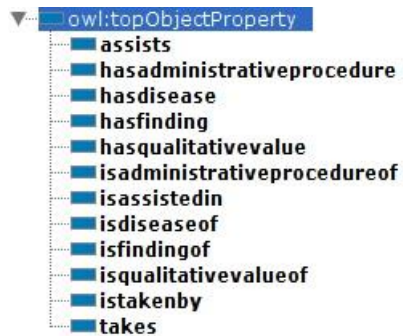 owl:topObjectProperty
assists
hasadministrativeprocedure
hasdisease
hasfinding
hasqualitativevalue
isadministrativeprocedureof
isassistedin
isdiseaseof
isfindingof
isqualitativevalueof
istakenby
takes